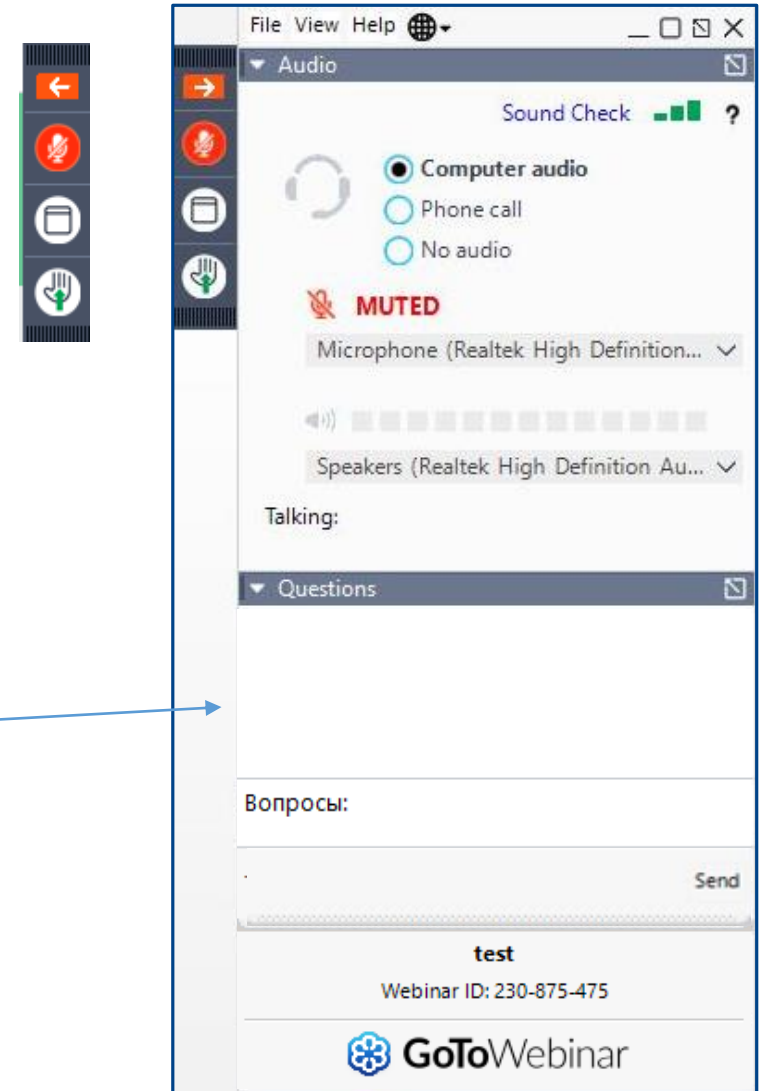 File View Help
Audio
Sound Check ?
Computer audio
Phone call
No audio
MUTED
Microphone (Realtek High Definition...
Speakers (Realtek High Definition Au...
Talking:
Questions
Вопросы:
Send
test
Webinar ID: 230-875-475
GoToWebinar